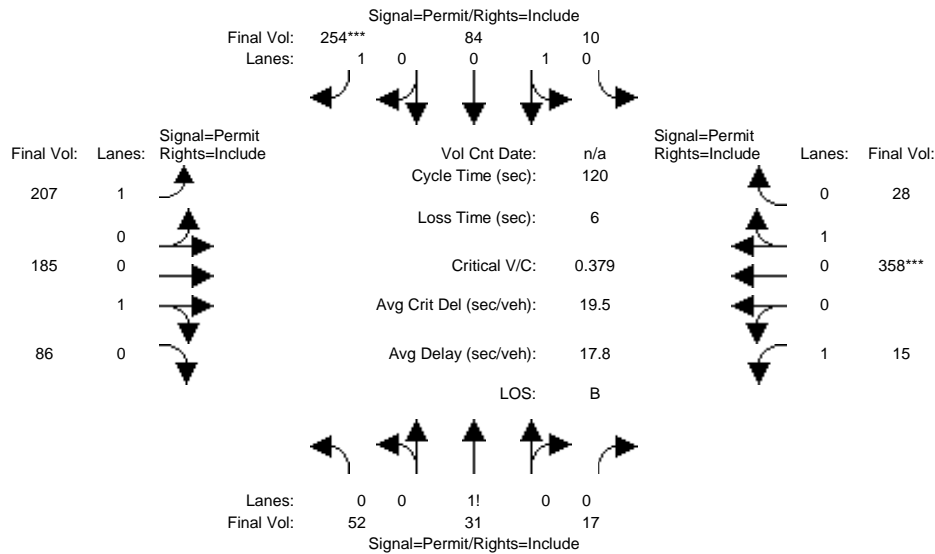 Signal=Permit/Rights=Include
Final Vol: 254*** 84 10
Lanes: 1 0 0 1 0
Signal=Permit
Final Vol: Lanes: Rights=Include
Vol Cnt Date: n/a
Signal=Permit
Rights=Include Lanes: Final Vol:
Cycle Time (sec): 120
207 1
0 28
Loss Time (sec): 6
0
1
185 0
Critical V/C: 0.379
0 358***
1
Avg Crit Del (sec/veh): 19.5
0
86 0
Avg Delay (sec/veh): 17.8
1 15
LOS: B
Lanes: 0 0 1! 0 0
Final Vol: 52 31 17
Signal=Permit/Rights=Include